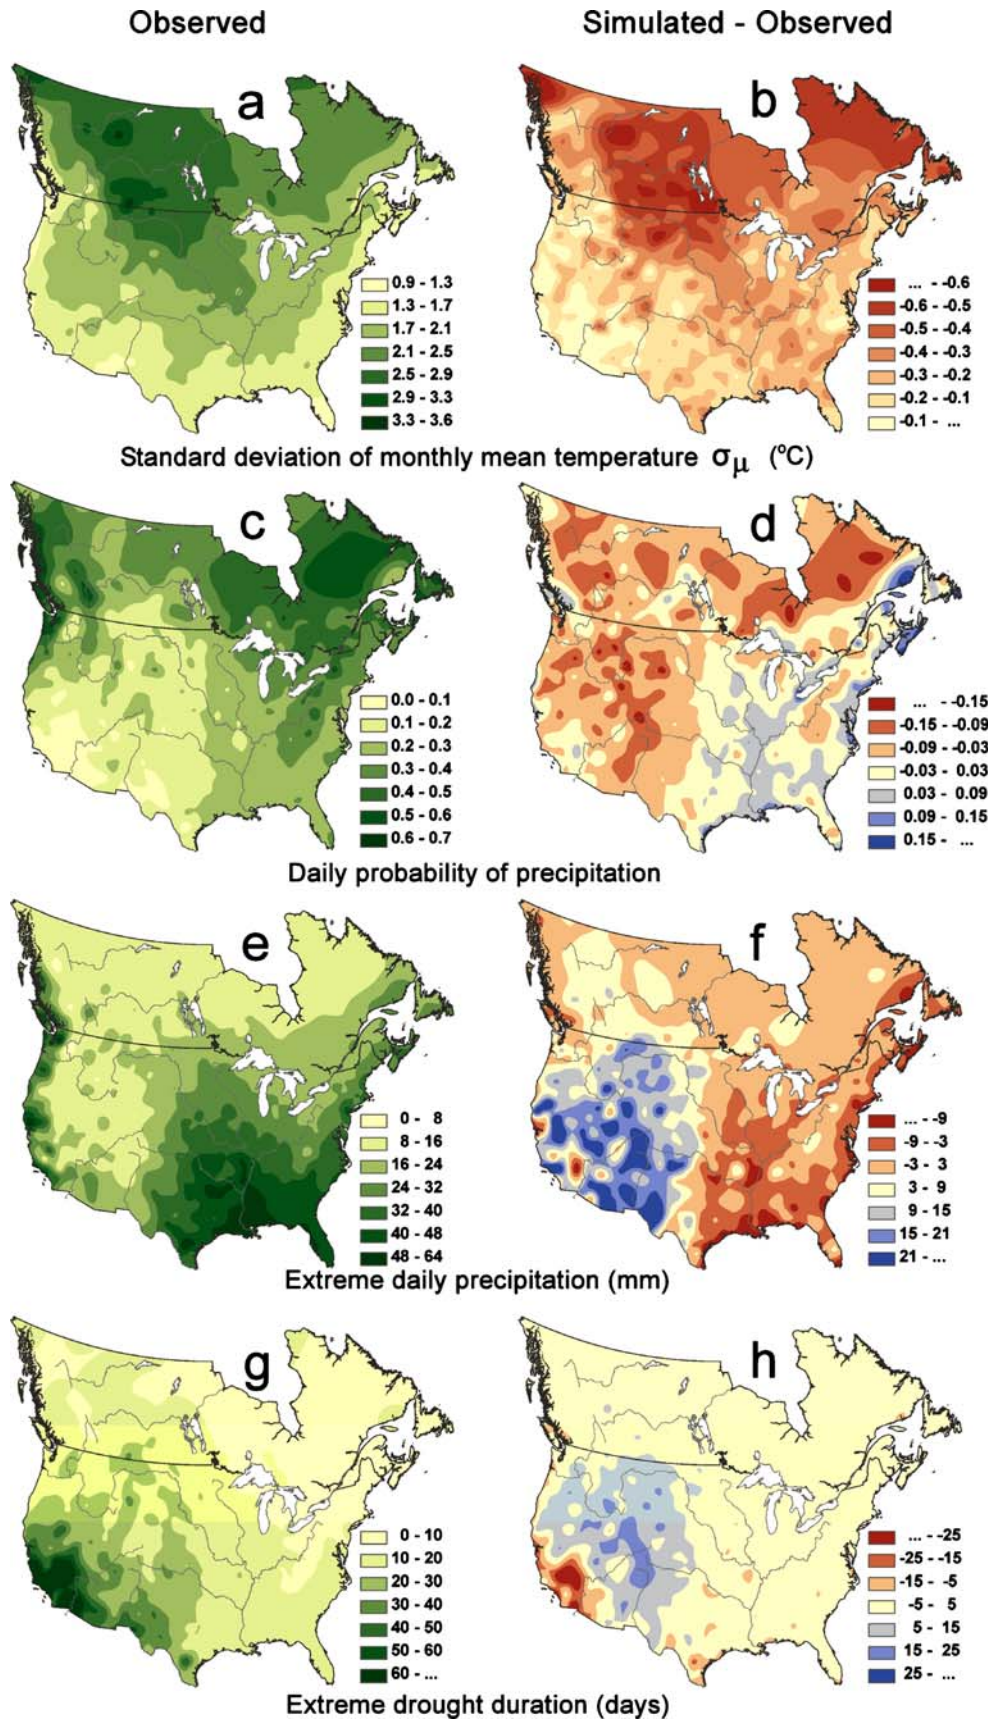 Observed Simulated - Observed
a b
0.9 - 1.3
1.3 - 1.7
1.7 - 2.1
2.1 - 2.5
2.5 - 2.9
2.9 - 3.3
3.3 - 3.6
... - -0.6
-0.6 - -0.5
-0.5 - -0.4
-0.4 - -0.3
-0.3 - -0.2
-0.2 - -0.1
-0.1 - ...
Standard deviation of monthly mean temperature σμ (ºC)
c d
0.0 - 0.1
0.1 - 0.2
0.2 - 0.3
0.3 - 0.4
0.4 - 0.5
0.5 - 0.6
0.6 - 0.7
... - -0.15
-0.15 - -0.09
-0.09 - -0.03
-0.03 - 0.03
0.03 - 0.09
0.09 - 0.15
0.15 - ...
Daily probability of precipitation
e f
0 - 8
8 - 16
16 - 24
24 - 32
32 - 40
40 - 48
48 - 64
... - -9
-9 - -3
-3 - 3
3 - 9
9 - 15
15 - 21
21 - ...
Extreme daily precipitation (mm)
g h
0 - 10
10 - 20
20 - 30
30 - 40
40 - 50
50 - 60
60 - ...
... - -25
-25 - -15
-15 - -5
-5 - 5
5 - 15
15 - 25
25 - ...
Extreme drought duration (days)